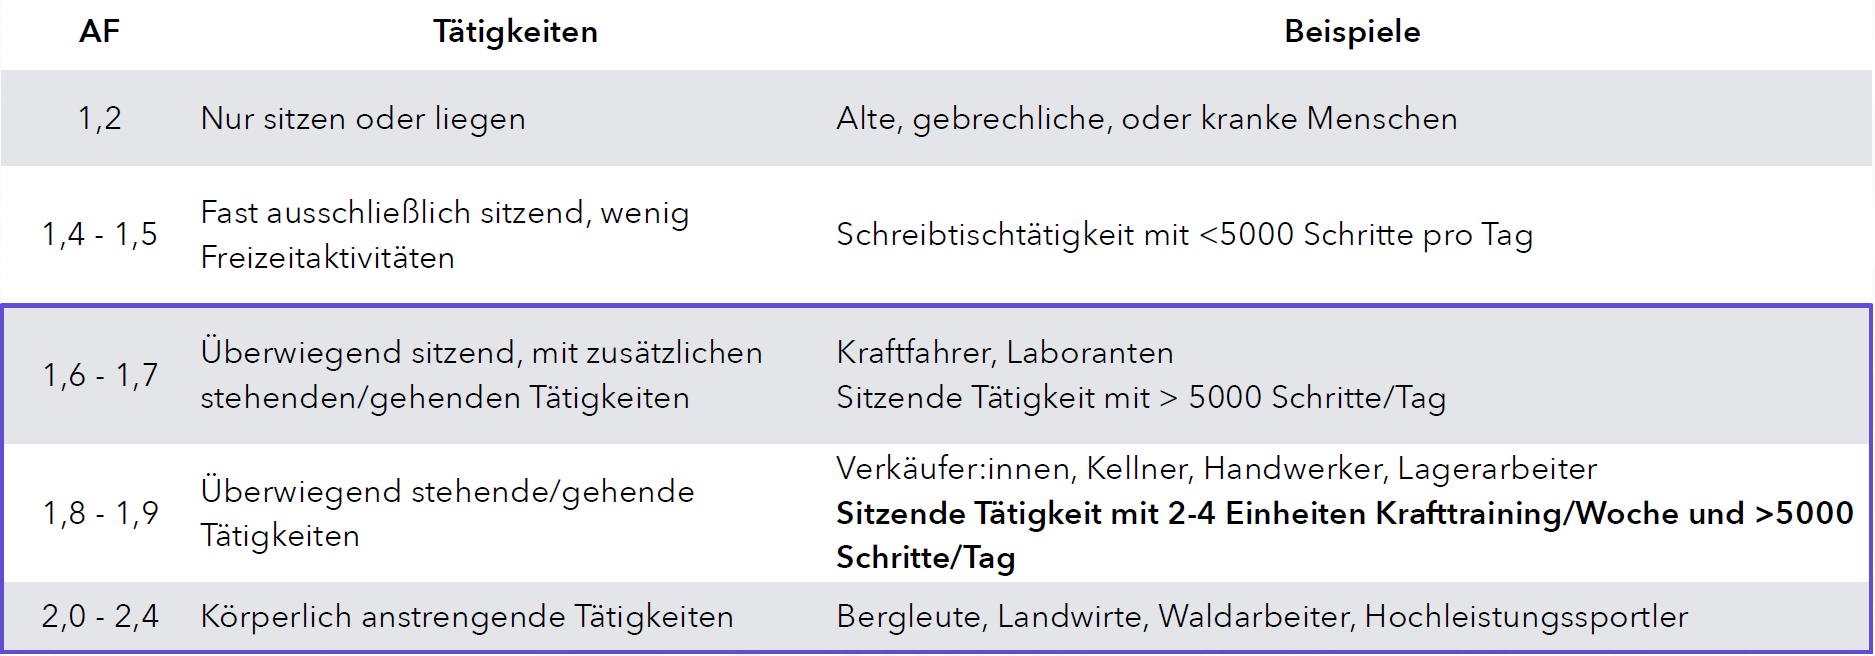 AF Tätigkeiten Beispiele
1,2 Nur sitzen oder liegen Alte, gebrechliche, oder kranke Menschen
1,4 - 1,5 Fast ausschließlich sitzend, wenig
Freizeitaktivitäten
Schreibtischtätigkeit mit <5000 Schritte pro Tag
1,6 - 1,7 Überwiegend sitzend, mit zusätzlichen
stehenden/gehenden Tätigkeiten
Kraftfahrer, Laboranten
Sitzende Tätigkeit mit > 5000 Schritte/Tag
1,8 - 1,9 Überwiegend stehende/gehende
Tätigkeiten
Verkäufer:innen, Kellner, Handwerker, Lagerarbeiter
Sitzende Tätigkeit mit 2-4 Einheiten Krafttraining/Woche und >5000
Schritte/Tag
2,0 - 2,4 Körperlich anstrengende Tätigkeiten Bergleute, Landwirte, Waldarbeiter, Hochleistungssportler